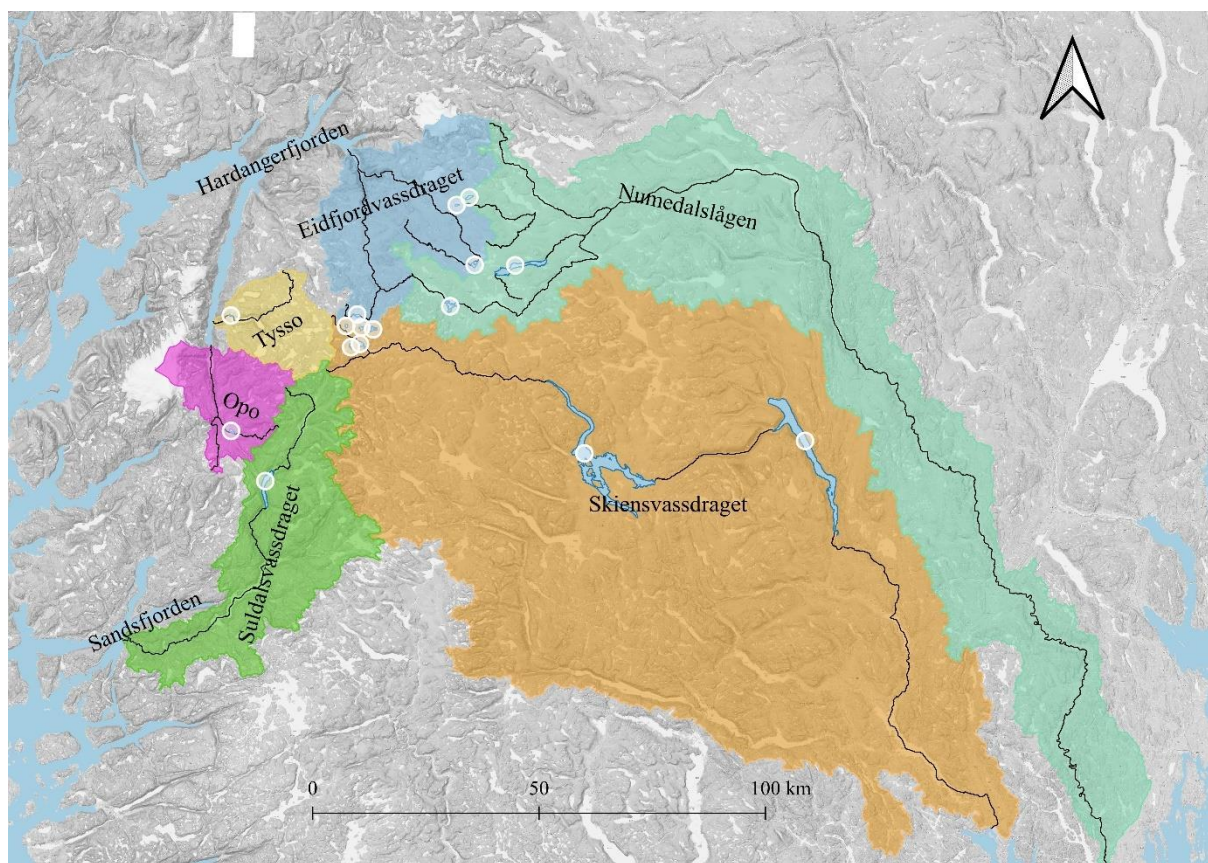 Hardangerfjorden
Eidfjordvassdraget
Numedalslågen
Tysso
Opo
Skiensvassdraget
Suldalsvassdraget
Sandsfjorden
0 50 100 km